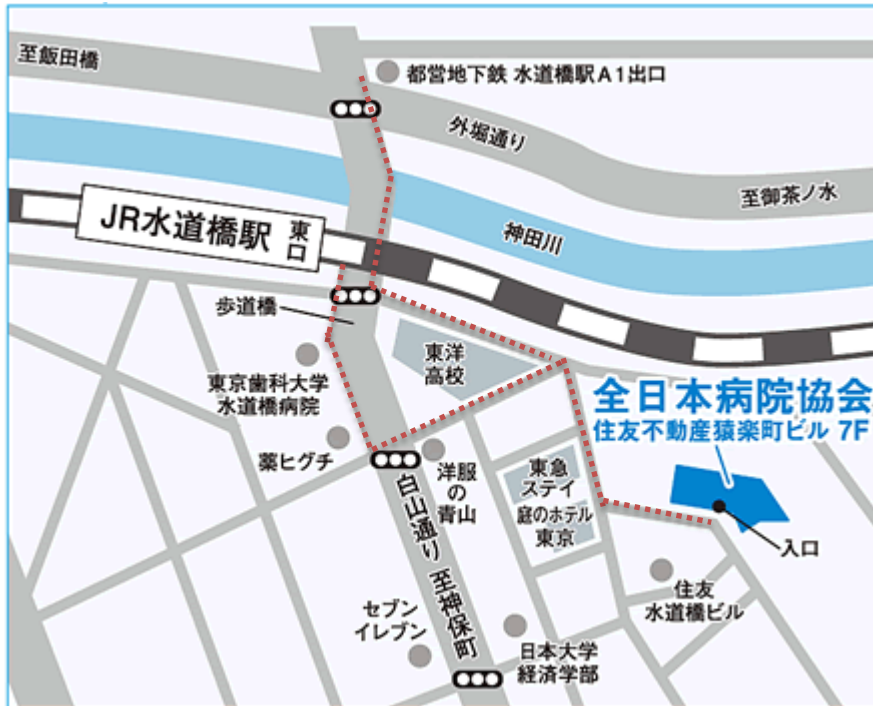 至飯田橋
都営地下鉄 水道橋駅A1出口
外堀通り
至御茶ノ水
JR水道橋駅
東口
神田川
歩道橋
東洋
高校
東京歯科大学
水道橋病院
全日本病院協会
住友不動産猿楽町ビル 7F
薬ヒグチ
洋服の青山
東急
ステイ
庭のホテル
東京
入口
白山通り 至神保町
住友
水道橋ビル
セブン
イレブン
日本大学
経済学部